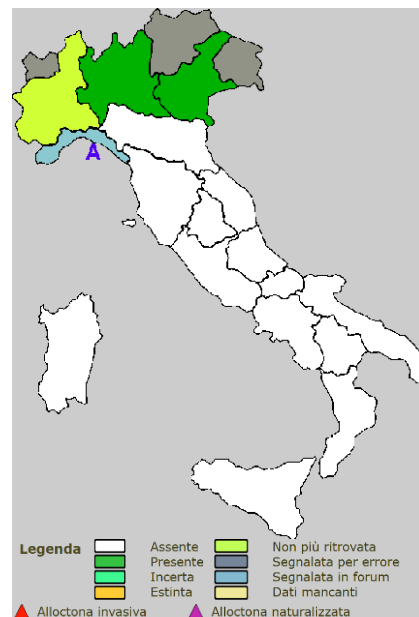 A
Legenda
Assente Non più ritrovata
Presente Segnalata per errore
Incerta Segnalata in forum
Estinta Dati mancanti
Alloctona invasiva Alloctona naturalizzata